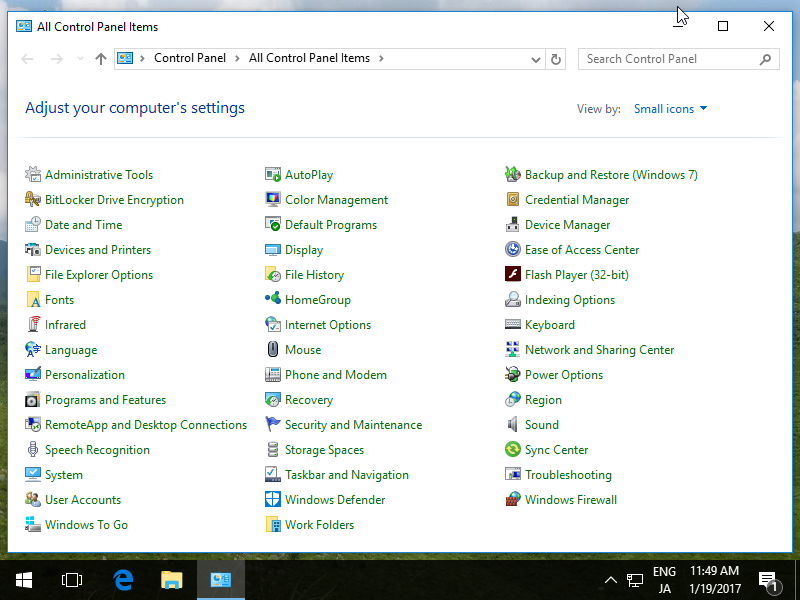 All Control Panel Items
Control Panel > All Control Panel Items >
Search Control Panel
Adjust your computer's settings
View by: Small icons
Administrative Tools
AutoPlay
Backup and Restore (Windows 7)
BitLocker Drive Encryption
Color Management
Credential Manager
Date and Time
Default Programs
Device Manager
Devices and Printers
Display
Ease of Access Center
File Explorer Options
File History
Flash Player (32-bit)
Fonts
HomeGroup
Indexing Options
Infrared
Internet Options
Keyboard
Language
Mouse
Network and Sharing Center
Personalization
Phone and Modem
Power Options
Programs and Features
Recovery
Region
RemoteApp and Desktop Connections
Security and Maintenance
Sound
Speech Recognition
Storage Spaces
Sync Center
System
Taskbar and Navigation
Troubleshooting
User Accounts
Windows Defender
Windows Firewall
Windows To Go
Work Folders
ENG
JA
11:49 AM
1/19/2017
1